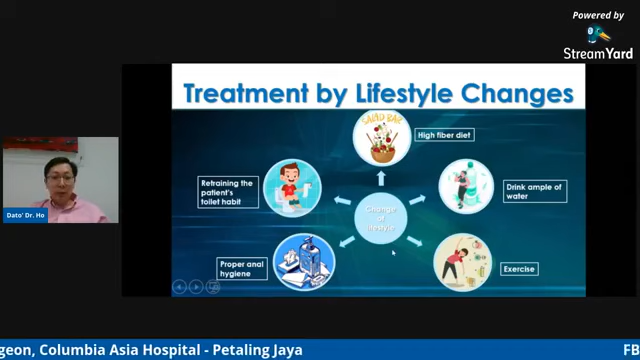 Powered by
StreamYard
Treatment by Lifestyle Changes
SALAD BAR
High fiber diet
Retraining the
patient's
toilet habit
Drink ample of
water
Change
of
lifestyle
Proper anal
hygiene
Exercise
Dato' Dr. Ho
geon, Columbia Asia Hospital - Petaling Jaya
FB